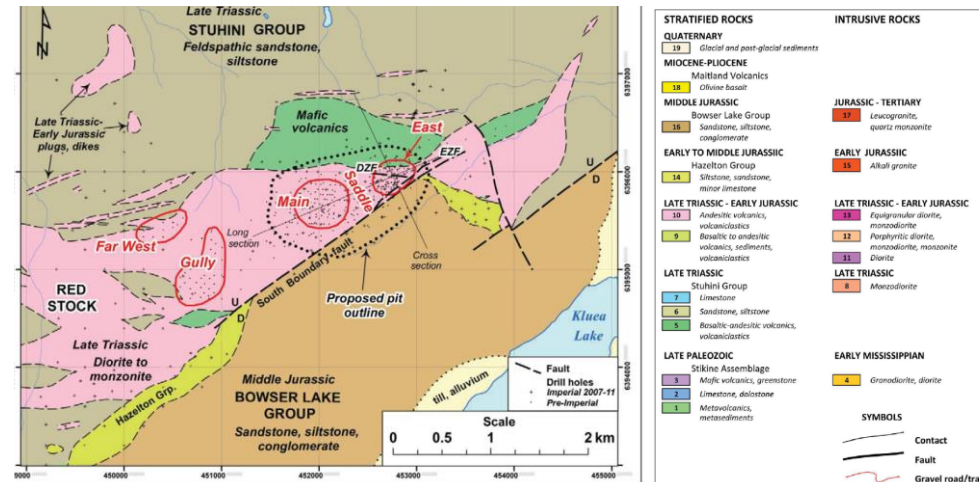 Late Triassic
STUHINI GROUP
Feldspathic sandstone,
siltstone
N
Late Triassic-
Early Jurassic
plugs, dikes
Mafic
volcanics
East
DZF
EZF
Saddle
Main
Long
section
Far West
Gully
Cross
section
South Boundary fault
U
D
U
D
Proposed pit
outline
RED
STOCK
Late Triassic
Diorite to
monzonite
Hazelton Grp.
Middle Jurassic
BOWSER LAKE
GROUP
Sandstone, siltstone,
conglomerate
till, alluvium
Kluea
Lake
Fault
Drill holes
Imperial 2007-11
Pre-Imperial
Scale
0 0.5 1 2 km
9000 450000 451000 452000 453000 454000 455000
6397000
6396000
6395000
6394000
STRATIFIED ROCKS
QUATERNARY
19 Glacial and post-glacial sediments
MIOCENE-PLIOCENE
Maitland Volcanics
18 Olivine basalt
MIDDLE JURASSIC
Bowser Lake Group
16 Sandstone, siltstone,
conglomerate
EARLY TO MIDDLE JURASSIIC
Hazelton Group
14 Siltstone, sandstone,
minor limestone
LATE TRIASSIC - EARLY JURASSIC
10 Andesitic volcanics,
volcaniclastics
9 Basaltic to andesitic
volcanics, sediments,
volcaniclastics
LATE TRIASSIC
Stuhini Group
7 Limestone
6 Sandstone, siltstone
5 Basaltic-andesitic volcanics,
volcaniclastics
LATE PALEOZOIC
Stikine Assemblage
3 Mafic volcanics, greenstone
2 Limestone, dolostone
1 Metavolcanics,
metasediments
INTRUSIVE ROCKS
JURASSIC - TERTIARY
17 Leucogranite,
quartz monzonite
EARLY JURASSIC
15 Alkali granite
LATE TRIASSIC - EARLY JURASSIC
13 Equigranular diorite,
monzodiorite
12 Porphyritic diorite,
monzodiorite, monzonite
11 Diorite
LATE TRIASSIC
8 Monzodiorite
EARLY MISSISSIPPIAN
4 Granodiorite, diorite
SYMBOLS
Contact
Fault
Gravel road/tra